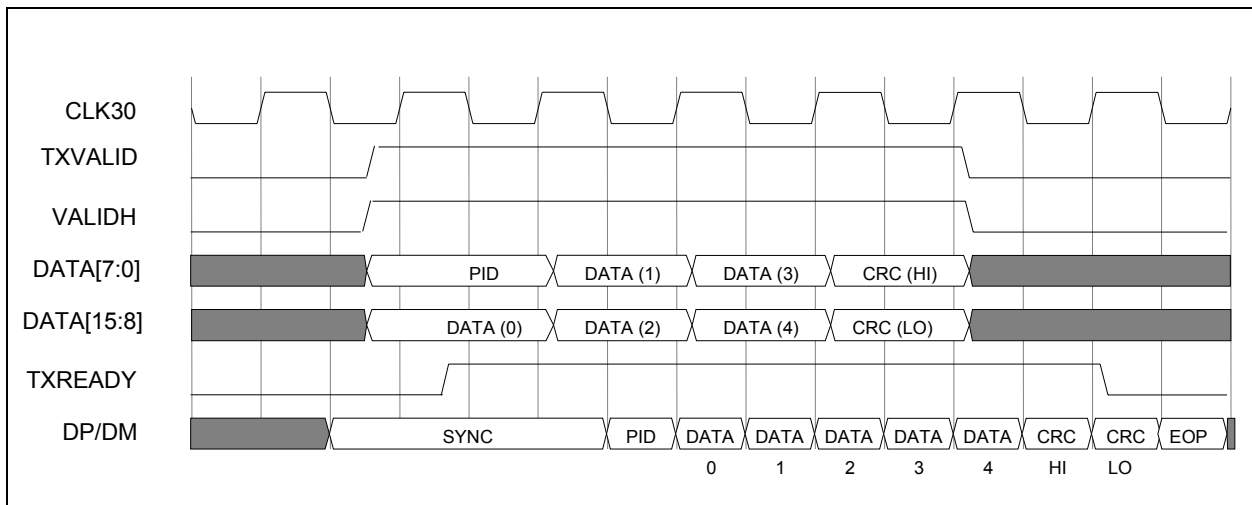 CLK30
TXVALID
VALIDH
DATA[7:0] PID DATA (1) DATA (3) CRC (HI)
DATA[15:8] DATA (0) DATA (2) DATA (4) CRC (LO)
TXREADY
DP/DM SYNC PID DATA DATA DATA DATA DATA CRC CRC EOP
0 1 2 3 4 HI LO